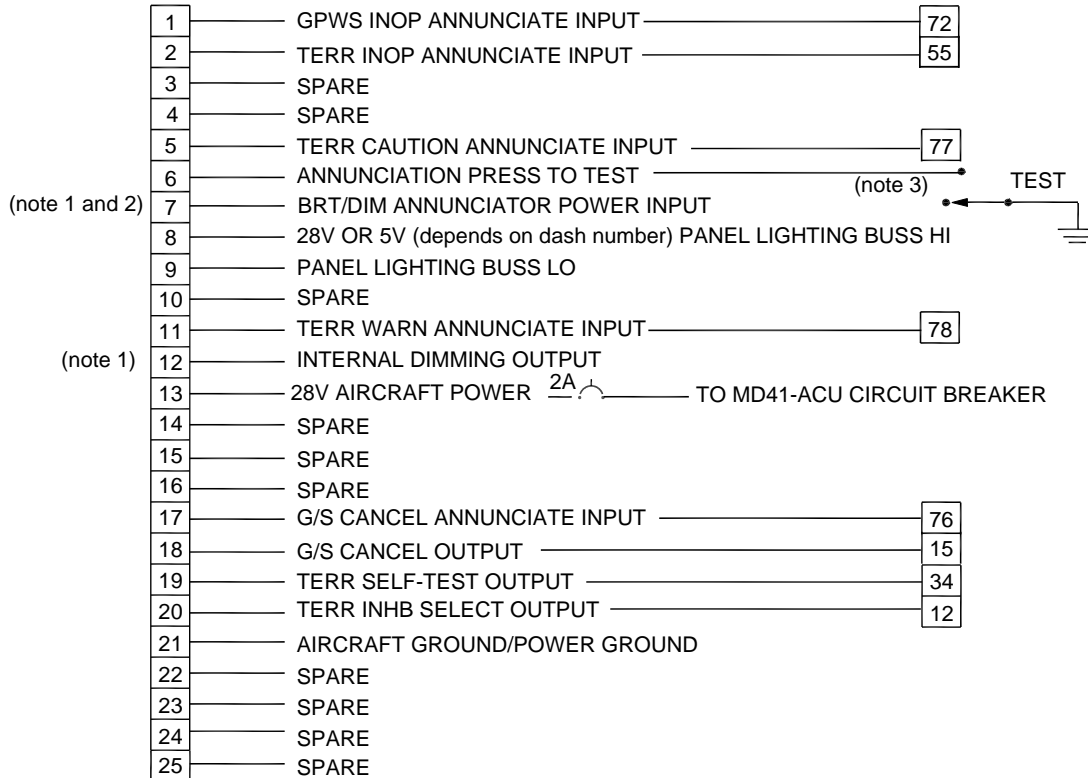 1 GPWS INOP ANNUNCIATE INPUT 72
2 TERR INOP ANNUNCIATE INPUT 55
3 SPARE
4 SPARE
5 TERR CAUTION ANNUNCIATE INPUT 77
6 ANNUNCIATION PRESS TO TEST (note 3) TEST
(note 1 and 2) 7 BRT/DIM ANNUNCIATOR POWER INPUT
8 28V OR 5V (depends on dash number) PANEL LIGHTING BUSS HI
9 PANEL LIGHTING BUSS LO
10 SPARE
11 TERR WARN ANNUNCIATE INPUT 78
(note 1) 12 INTERNAL DIMMING OUTPUT
13 28V AIRCRAFT POWER 2A TO MD41-ACU CIRCUIT BREAKER
14 SPARE
15 SPARE
16 SPARE
17 G/S CANCEL ANNUNCIATE INPUT 76
18 G/S CANCEL OUTPUT 15
19 TERR SELF-TEST OUTPUT 34
20 TERR INHB SELECT OUTPUT 12
21 AIRCRAFT GROUND/POWER GROUND
22 SPARE
23 SPARE
24 SPARE
25 SPARE